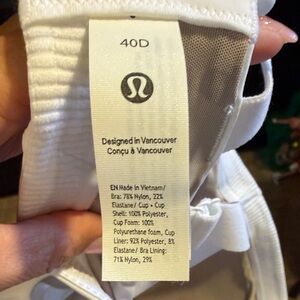 40D
Designed in Vancouver
Conçu à Vancouver
EN Made in Vietnam/
Bra: 78% Nylon, 22%
Elastane/ Cup + Cup
Shell: 100% Polyester,
Cup Foam: 100%
Polyurethane foam, Cup
Liner: 92% Polyester, 8%
Elastane/ Bra Lining:
71% Nylon, 29%